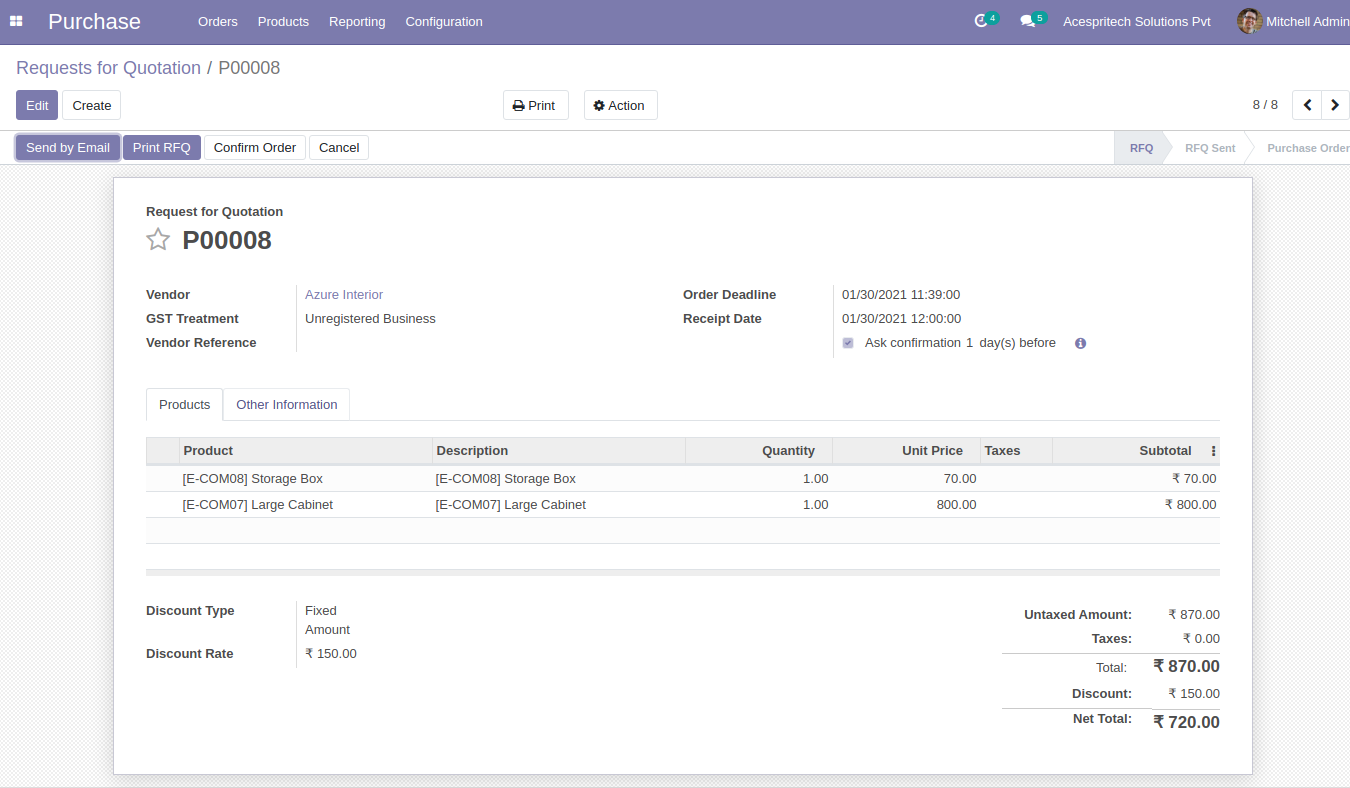 Purchase Orders Products Reporting Configuration 4 5 Acespritech Solutions Pvt Mitchell Admin
Requests for Quotation / P00008
Edit Create Print Action 8 / 8
Send by Email Print RFQ Confirm Order Cancel RFQ RFQ Sent Purchase Order
Request for Quotation
P00008
Vendor Azure Interior Order Deadline 01/30/2021 11:39:00
GST Treatment Unregistered Business Receipt Date 01/30/2021 12:00:00
Vendor Reference Ask confirmation 1 day(s) before
Products Other Information
Product Description Quantity Unit Price Taxes Subtotal
[E-COM08] Storage Box [E-COM08] Storage Box 1.00 70.00 ₹ 70.00
[E-COM07] Large Cabinet [E-COM07] Large Cabinet 1.00 800.00 ₹ 800.00
Discount Type Fixed Amount
Discount Rate ₹ 150.00
Untaxed Amount: ₹ 870.00
Taxes: ₹ 0.00
Total: ₹ 870.00
Discount: ₹ 150.00
Net Total: ₹ 720.00